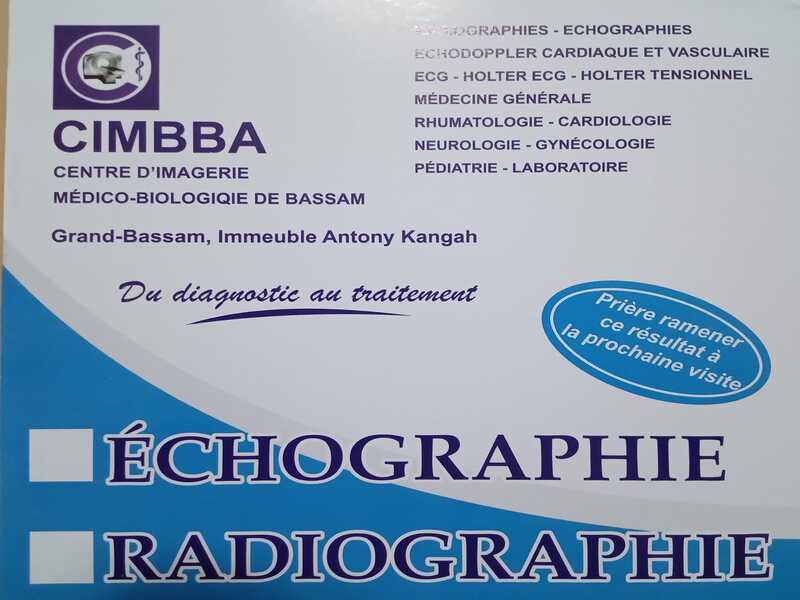 CIMBBA
CENTRE D'IMAGERIE
MÉDICO-BIOLOGIQIE DE BASSAM
Grand-Bassam, Immeuble Antony Kangah
RADIOGRAPHIES - ECHOGRAPHIES
ECHODOPPLER CARDIAQUE ET VASCULAIRE
ECG - HOLTER ECG - HOLTER TENSIONNEL
MÉDECINE GÉNÉRALE
RHUMATOLOGIE - CARDIOLOGIE
NEUROLOGIE - GYNÉCOLOGIE
PÉDIATRIE - LABORATOIRE
Du diagnostic au traitement
Prière ramener
ce résultat à
la prochaine visite
ÉCHOGRAPHIE
RADIOGRAPHIE